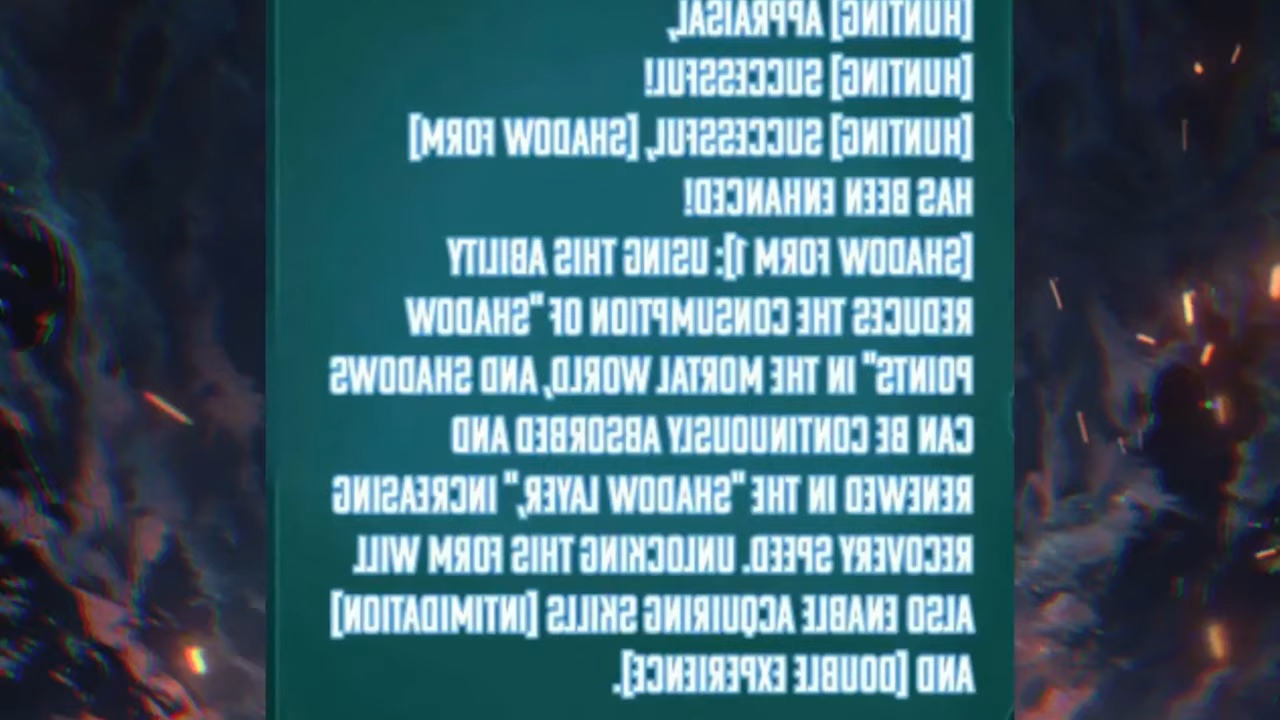 [HUNTING] APPRAISAL,
[HUNTING] SUCCESSFUL!
[HUNTING] SUCCESSFUL, [SHADOW FORM]
HAS BEEN ENHANCED!
[SHADOW FORM 1]: USING THIS ABILITY
REDUCES THE CONSUMPTION OF "SHADOW
POINTS" IN THE MORTAL WORLD, AND SHADOWS
CAN BE CONTINUOUSLY ABSORBED AND
RENEWED IN THE "SHADOW LAYER," INCREASING
RECOVERY SPEED. UNLOCKING THIS FORM WILL
ALSO ENABLE ACQUIRING SKILLS [INTIMIDATION]
AND [DOUBLE EXPERIENCE].